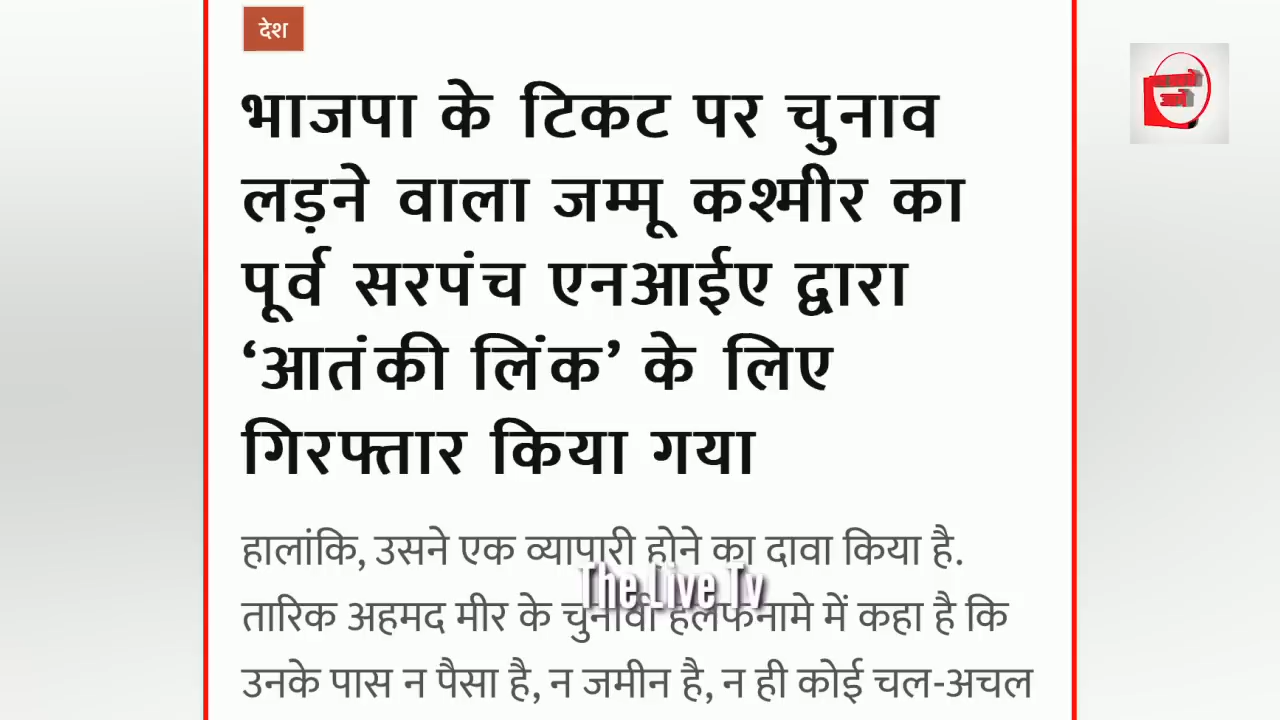 देश
भाजपा के टिकट पर चुनाव
लड़ने वाला जम्मू कश्मीर का
पूर्व सरपंच एनआईए द्वारा
‘आतंकी लिंक’ के लिए
गिरफ्तार किया गया
हालांकि, उसने एक व्यापारी होने का दावा किया है.
The Live Tv
तारिक अहमद मीर के चुनावी हलफनामे में कहा है कि
उनके पास न पैसा है, न जमीन है, न ही कोई चल-अचल